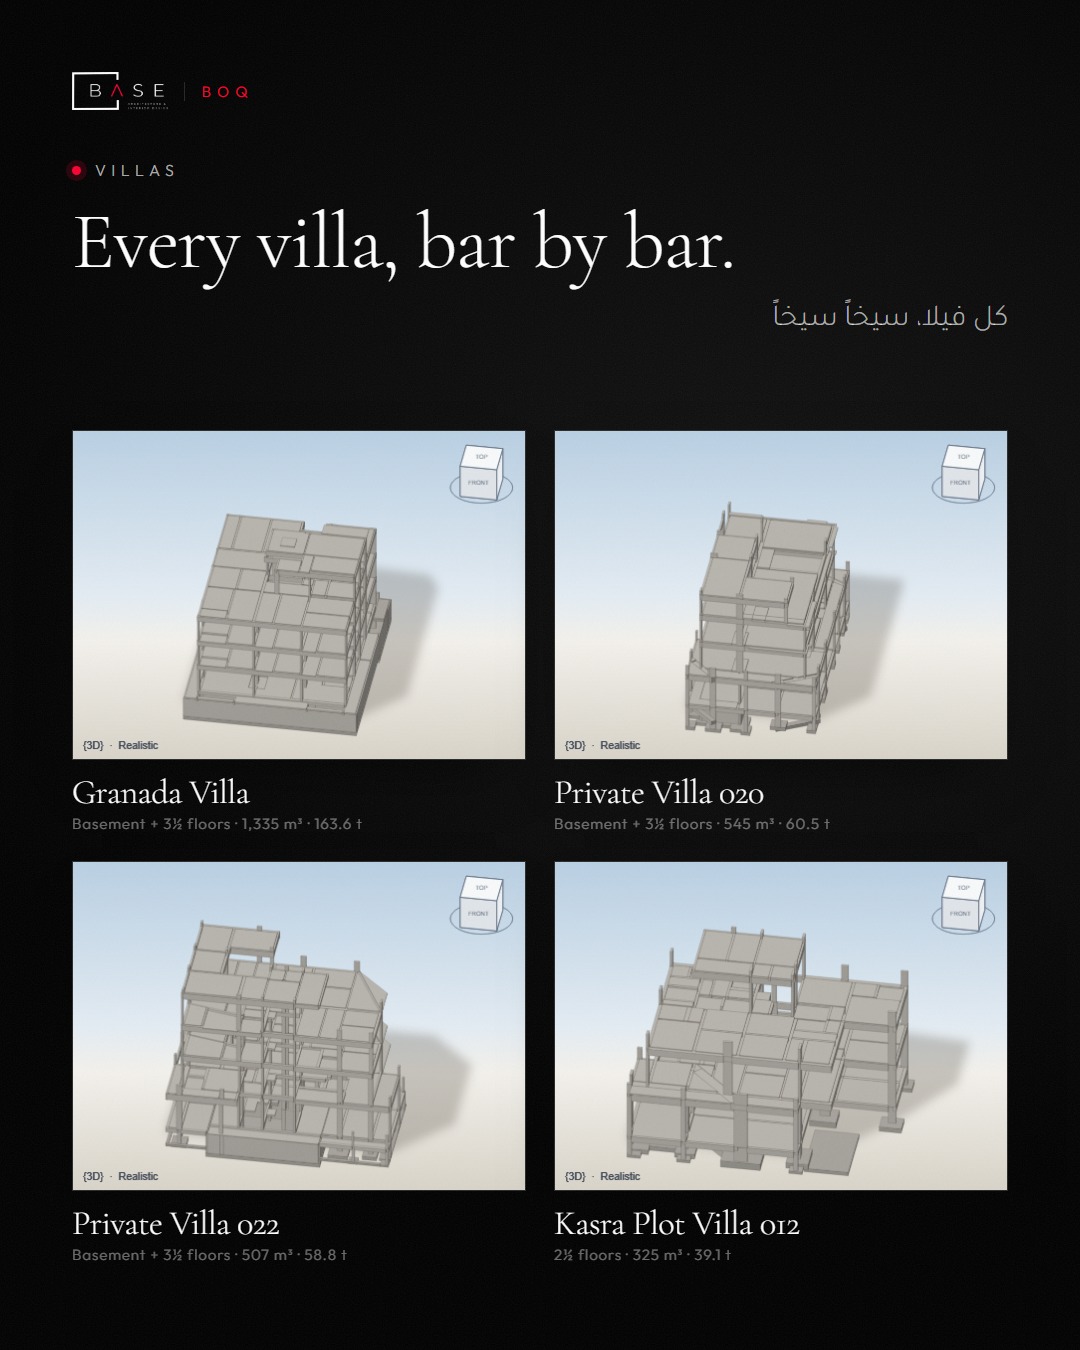 BASE
BOQ
VILLAS
Every villa, bar by bar.
كل فيلا، سيخاً سيخاً
TOP
FRONT
{3D} · Realistic
TOP
FRONT
{3D} · Realistic
Granada Villa
Basement + 3½ floors · 1,335 m³ · 163.6 t
Private Villa 020
Basement + 3½ floors · 545 m³ · 60.5 t
TOP
FRONT
{3D} · Realistic
TOP
FRONT
{3D} · Realistic
Private Villa 022
Basement + 3½ floors · 507 m³ · 58.8 t
Kasra Plot Villa 012
2½ floors · 325 m³ · 39.1 t